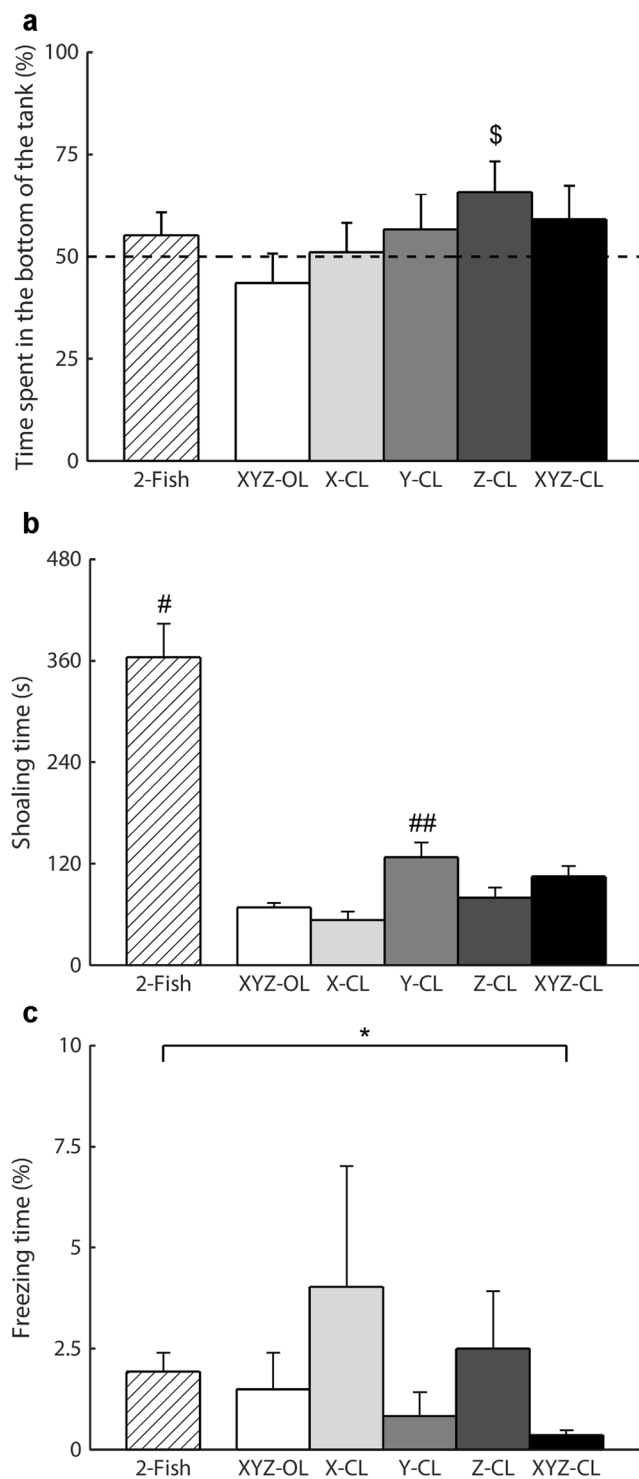 a
Time spent in the bottom of the tank (%)
100
75
50
25
0
$
2-Fish XYZ-OL X-CL Y-CL Z-CL XYZ-CL
b
Shoaling time (s)
480
360
240
120
0
#
##
2-Fish XYZ-OL X-CL Y-CL Z-CL XYZ-CL
c
Freezing time (%)
10
7.5
5
2.5
0
*
2-Fish XYZ-OL X-CL Y-CL Z-CL XYZ-CL